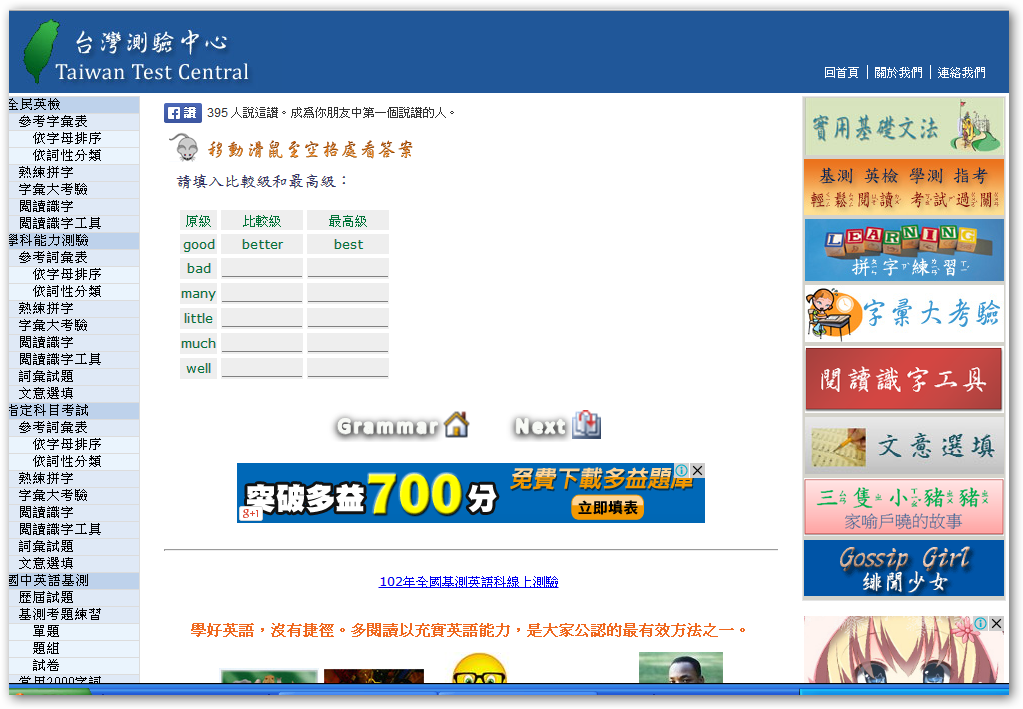 台灣測驗中心
Taiwan Test Central
回首頁 | 關於我們 | 連絡我們
全民英檢
參考字彙表
依字母排序
依詞性分類
熟練拼字
字彙大考驗
閱讀識字
閱讀識字工具
學科能力測驗
參考詞彙表
依字母排序
依詞性分類
熟練拼字
字彙大考驗
閱讀識字
閱讀識字工具
詞彙試題
文意選填
指定科目考試
參考詞彙表
依字母排序
依詞性分類
熟練拼字
字彙大考驗
閱讀識字
閱讀識字工具
詞彙試題
文意選填
國中英語基測
歷屆試題
基測考題練習
單題
題組
試卷
常用2000字詞
讚 395 人說這讚。成為你朋友中第一個說讚的人。
移動滑鼠至空格處看答案
請填入比較級和最高級：
原級 比較級 最高級
good better best
bad
many
little
much
well
Grammar Next
突破多益700分
免費下載多益題庫
立即填表
g+1
102年全國基測英語科線上測驗
學好英語，沒有捷徑。多閱讀以充實英語能力，是大家公認的最有效方法之一。
實用基礎文法
基測 英檢 學測 指考
輕鬆閱讀 考試過關
LEARNING
拼字練習
字彙大考驗
閱讀識字工具
文意選填
三隻小豬豬
家喻戶曉的故事
Gossip Girl
緋聞少女